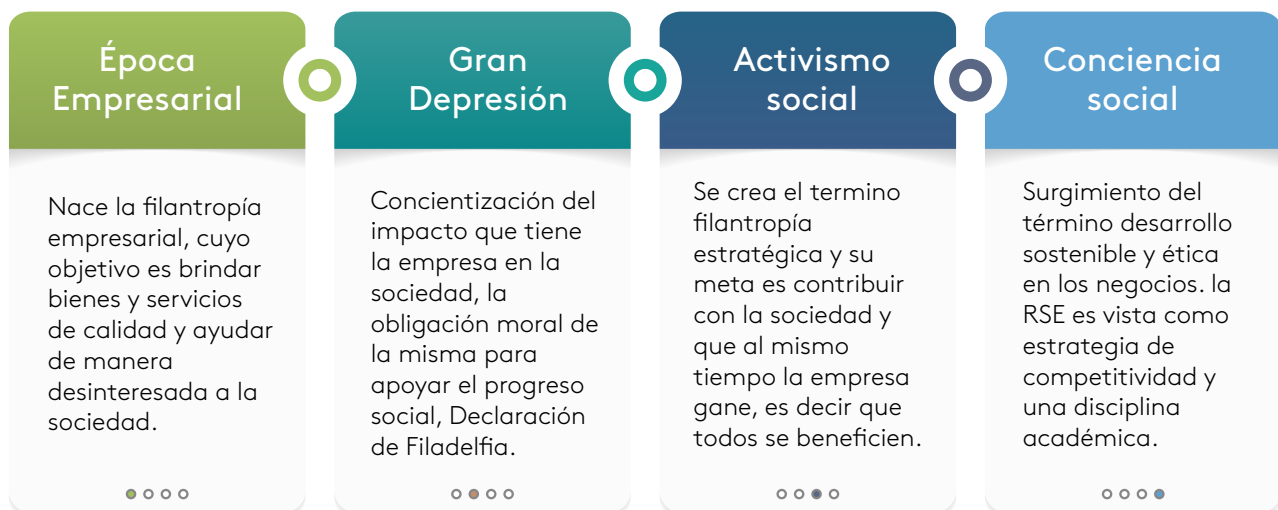 Época
Empresarial
Nace la filantropía
empresarial, cuyo
objetivo es brindar
bienes y servicios
de calidad y ayudar
de manera
desinteresada a la
sociedad.
Gran
Depresión
Concientización del
impacto que tiene
la empresa en la
sociedad, la
obligación moral de
la misma para
apoyar el progreso
social, Declaración
de Filadelfia.
Activismo
social
Se crea el termino
filantropía
estratégica y su
meta es contribuir
con la sociedad y
que al mismo
tiempo la empresa
gane, es decir que
todos se beneficien.
Conciencia
social
Surgimiento del
término desarrollo
sostenible y ética
en los negocios. la
RSE es vista como
estrategia de
competitividad y
una disciplina
académica.